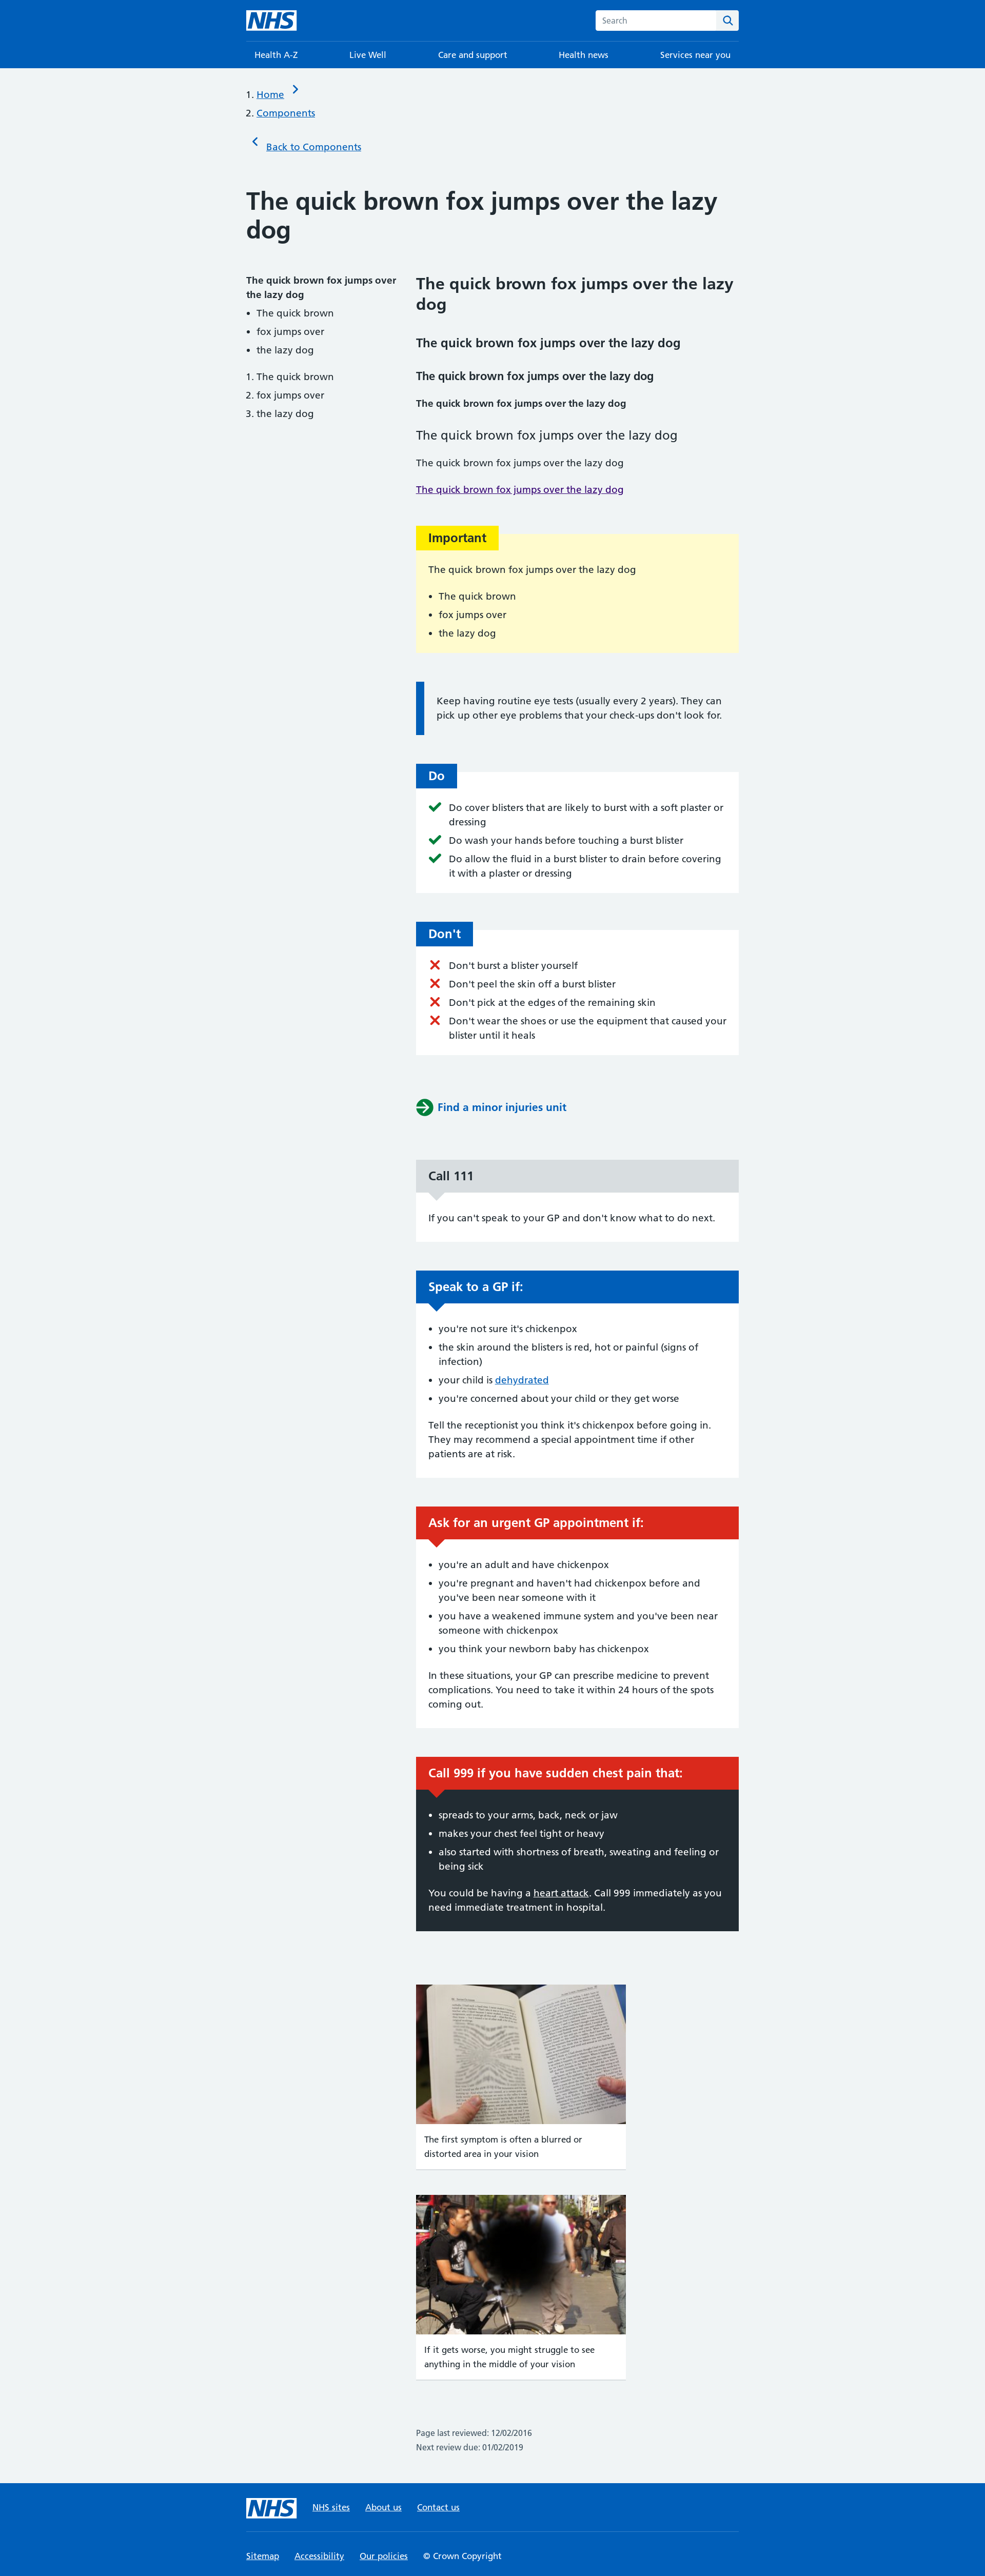 NHS
Search
Health A-Z
Live Well
Care and support
Health news
Services near you
1. Home
2. Components
Back to Components
The quick brown fox jumps over the lazy
dog
The quick brown fox jumps over
the lazy dog
• The quick brown
• fox jumps over
• the lazy dog
1. The quick brown
2. fox jumps over
3. the lazy dog
The quick brown fox jumps over the lazy
dog
The quick brown fox jumps over the lazy dog
The quick brown fox jumps over the lazy dog
The quick brown fox jumps over the lazy dog
The quick brown fox jumps over the lazy dog
The quick brown fox jumps over the lazy dog
The quick brown fox jumps over the lazy dog
Important
The quick brown fox jumps over the lazy dog
• The quick brown
• fox jumps over
• the lazy dog
Keep having routine eye tests (usually every 2 years). They can
pick up other eye problems that your check-ups don't look for.
Do
Do cover blisters that are likely to burst with a soft plaster or
dressing
Do wash your hands before touching a burst blister
Do allow the fluid in a burst blister to drain before covering
it with a plaster or dressing
Don't
Don't burst a blister yourself
Don't peel the skin off a burst blister
Don't pick at the edges of the remaining skin
Don't wear the shoes or use the equipment that caused your
blister until it heals
Find a minor injuries unit
Call 111
If you can't speak to your GP and don't know what to do next.
Speak to a GP if:
• you're not sure it's chickenpox
• the skin around the blisters is red, hot or painful (signs of
infection)
• your child is dehydrated
• you're concerned about your child or they get worse
Tell the receptionist you think it's chickenpox before going in.
They may recommend a special appointment time if other
patients are at risk.
Ask for an urgent GP appointment if:
• you're an adult and have chickenpox
• you're pregnant and haven't had chickenpox before and
you've been near someone with it
• you have a weakened immune system and you've been near
someone with chickenpox
• you think your newborn baby has chickenpox
In these situations, your GP can prescribe medicine to prevent
complications. You need to take it within 24 hours of the spots
coming out.
Call 999 if you have sudden chest pain that:
• spreads to your arms, back, neck or jaw
• makes your chest feel tight or heavy
• also started with shortness of breath, sweating and feeling or
being sick
You could be having a heart attack. Call 999 immediately as you
need immediate treatment in hospital.
The first symptom is often a blurred or
distorted area in your vision
If it gets worse, you might struggle to see
anything in the middle of your vision
Page last reviewed: 12/02/2016
Next review due: 01/02/2019
NHS
NHS sites
About us
Contact us
Sitemap
Accessibility
Our policies
© Crown Copyright